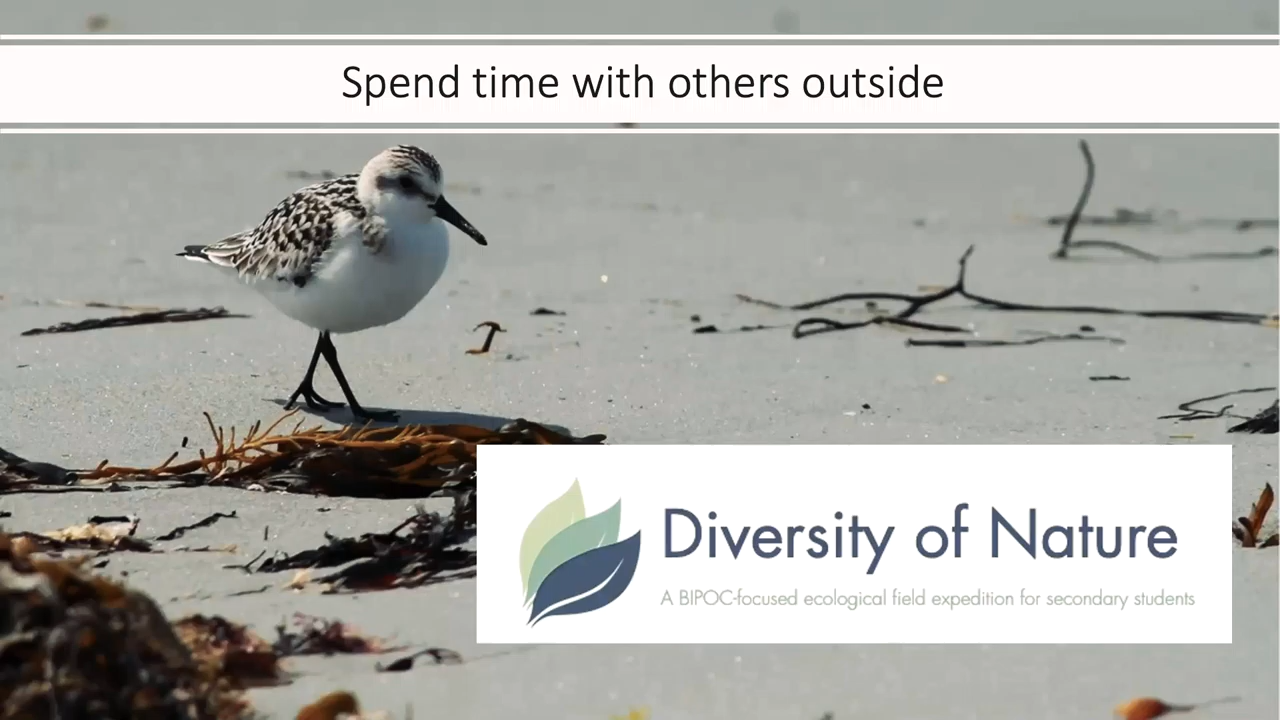 Spend time with others outside
Diversity of Nature
A BIPOC-focused ecological field expedition for secondary students